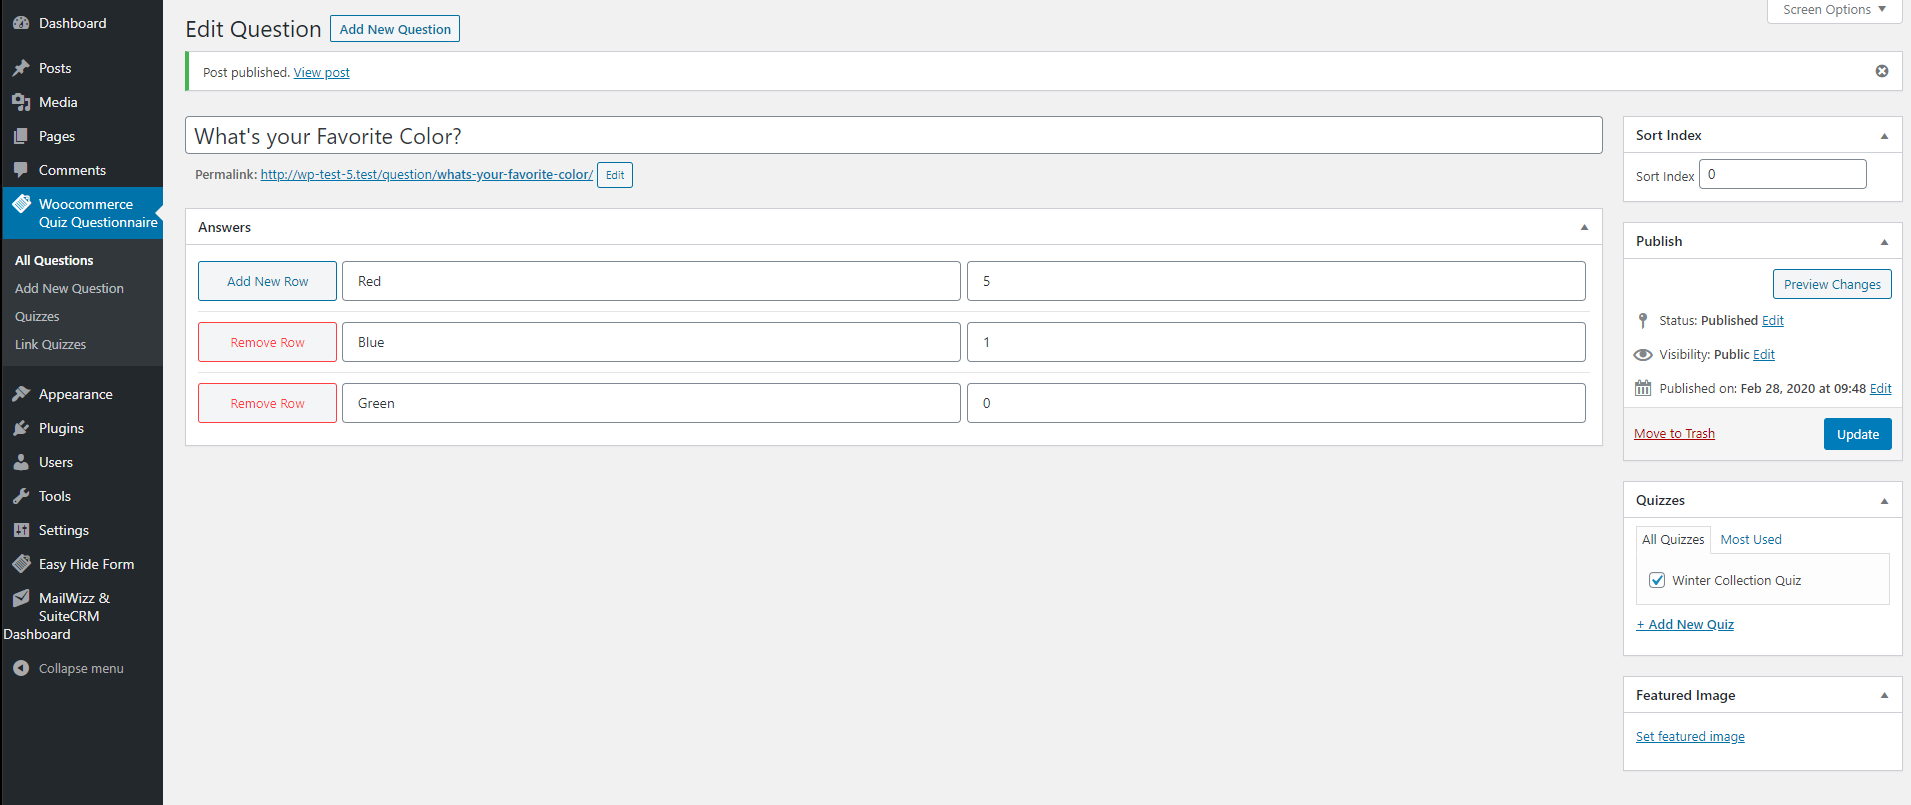 Dashboard
Posts
Media
Pages
Comments
Woocommerce
Quiz Questionnaire
All Questions
Add New Question
Quizzes
Link Quizzes
Appearance
Plugins
Users
Tools
Settings
Easy Hide Form
MailWizz &
SuiteCRM
Dashboard
Collapse menu
Screen Options
Edit Question Add New Question
Post published. View post
What's your Favorite Color?
Permalink: http://wp-test-5.test/question/whats-your-favorite-color/ Edit
Answers
Add New Row Red 5
Remove Row Blue 1
Remove Row Green 0
Sort Index
Sort Index 0
Publish
Preview Changes
Status: Published Edit
Visibility: Public Edit
Published on: Feb 28, 2020 at 09:48 Edit
Move to Trash Update
Quizzes
All Quizzes Most Used
Winter Collection Quiz
+ Add New Quiz
Featured Image
Set featured image